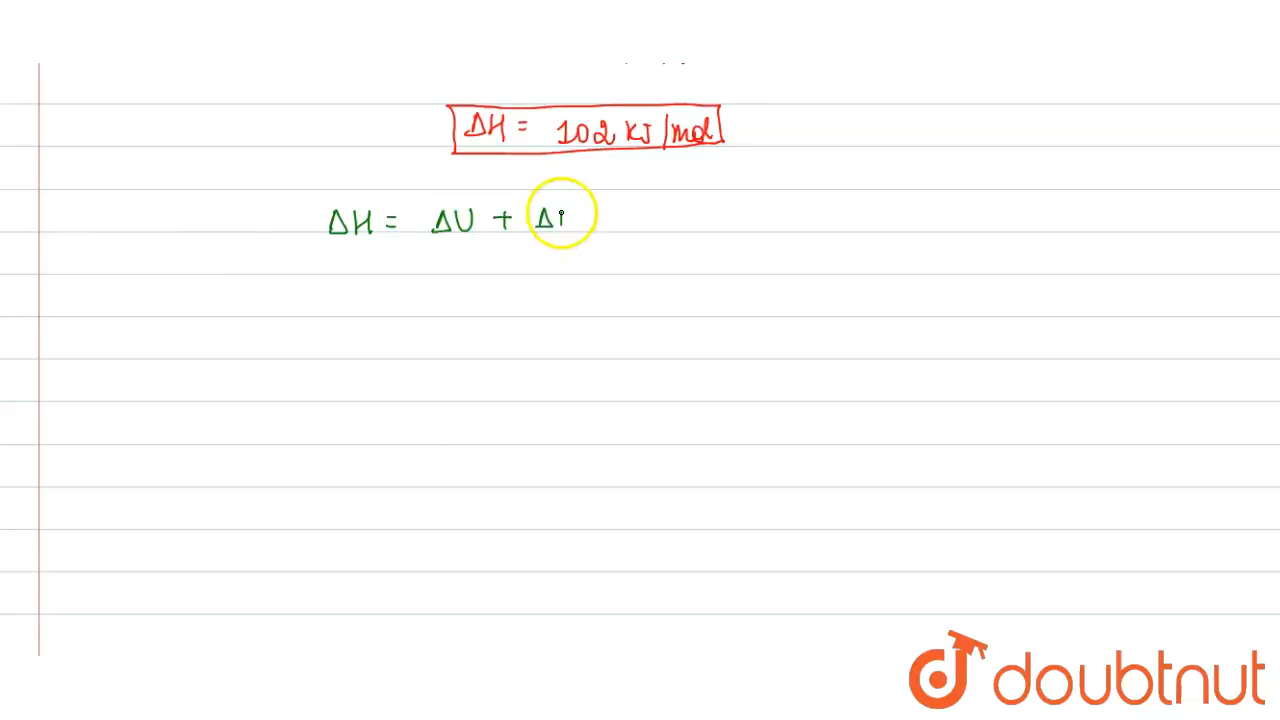 ΔH = 102 kJ/mol
ΔH = ΔU + Δ
doubtnut